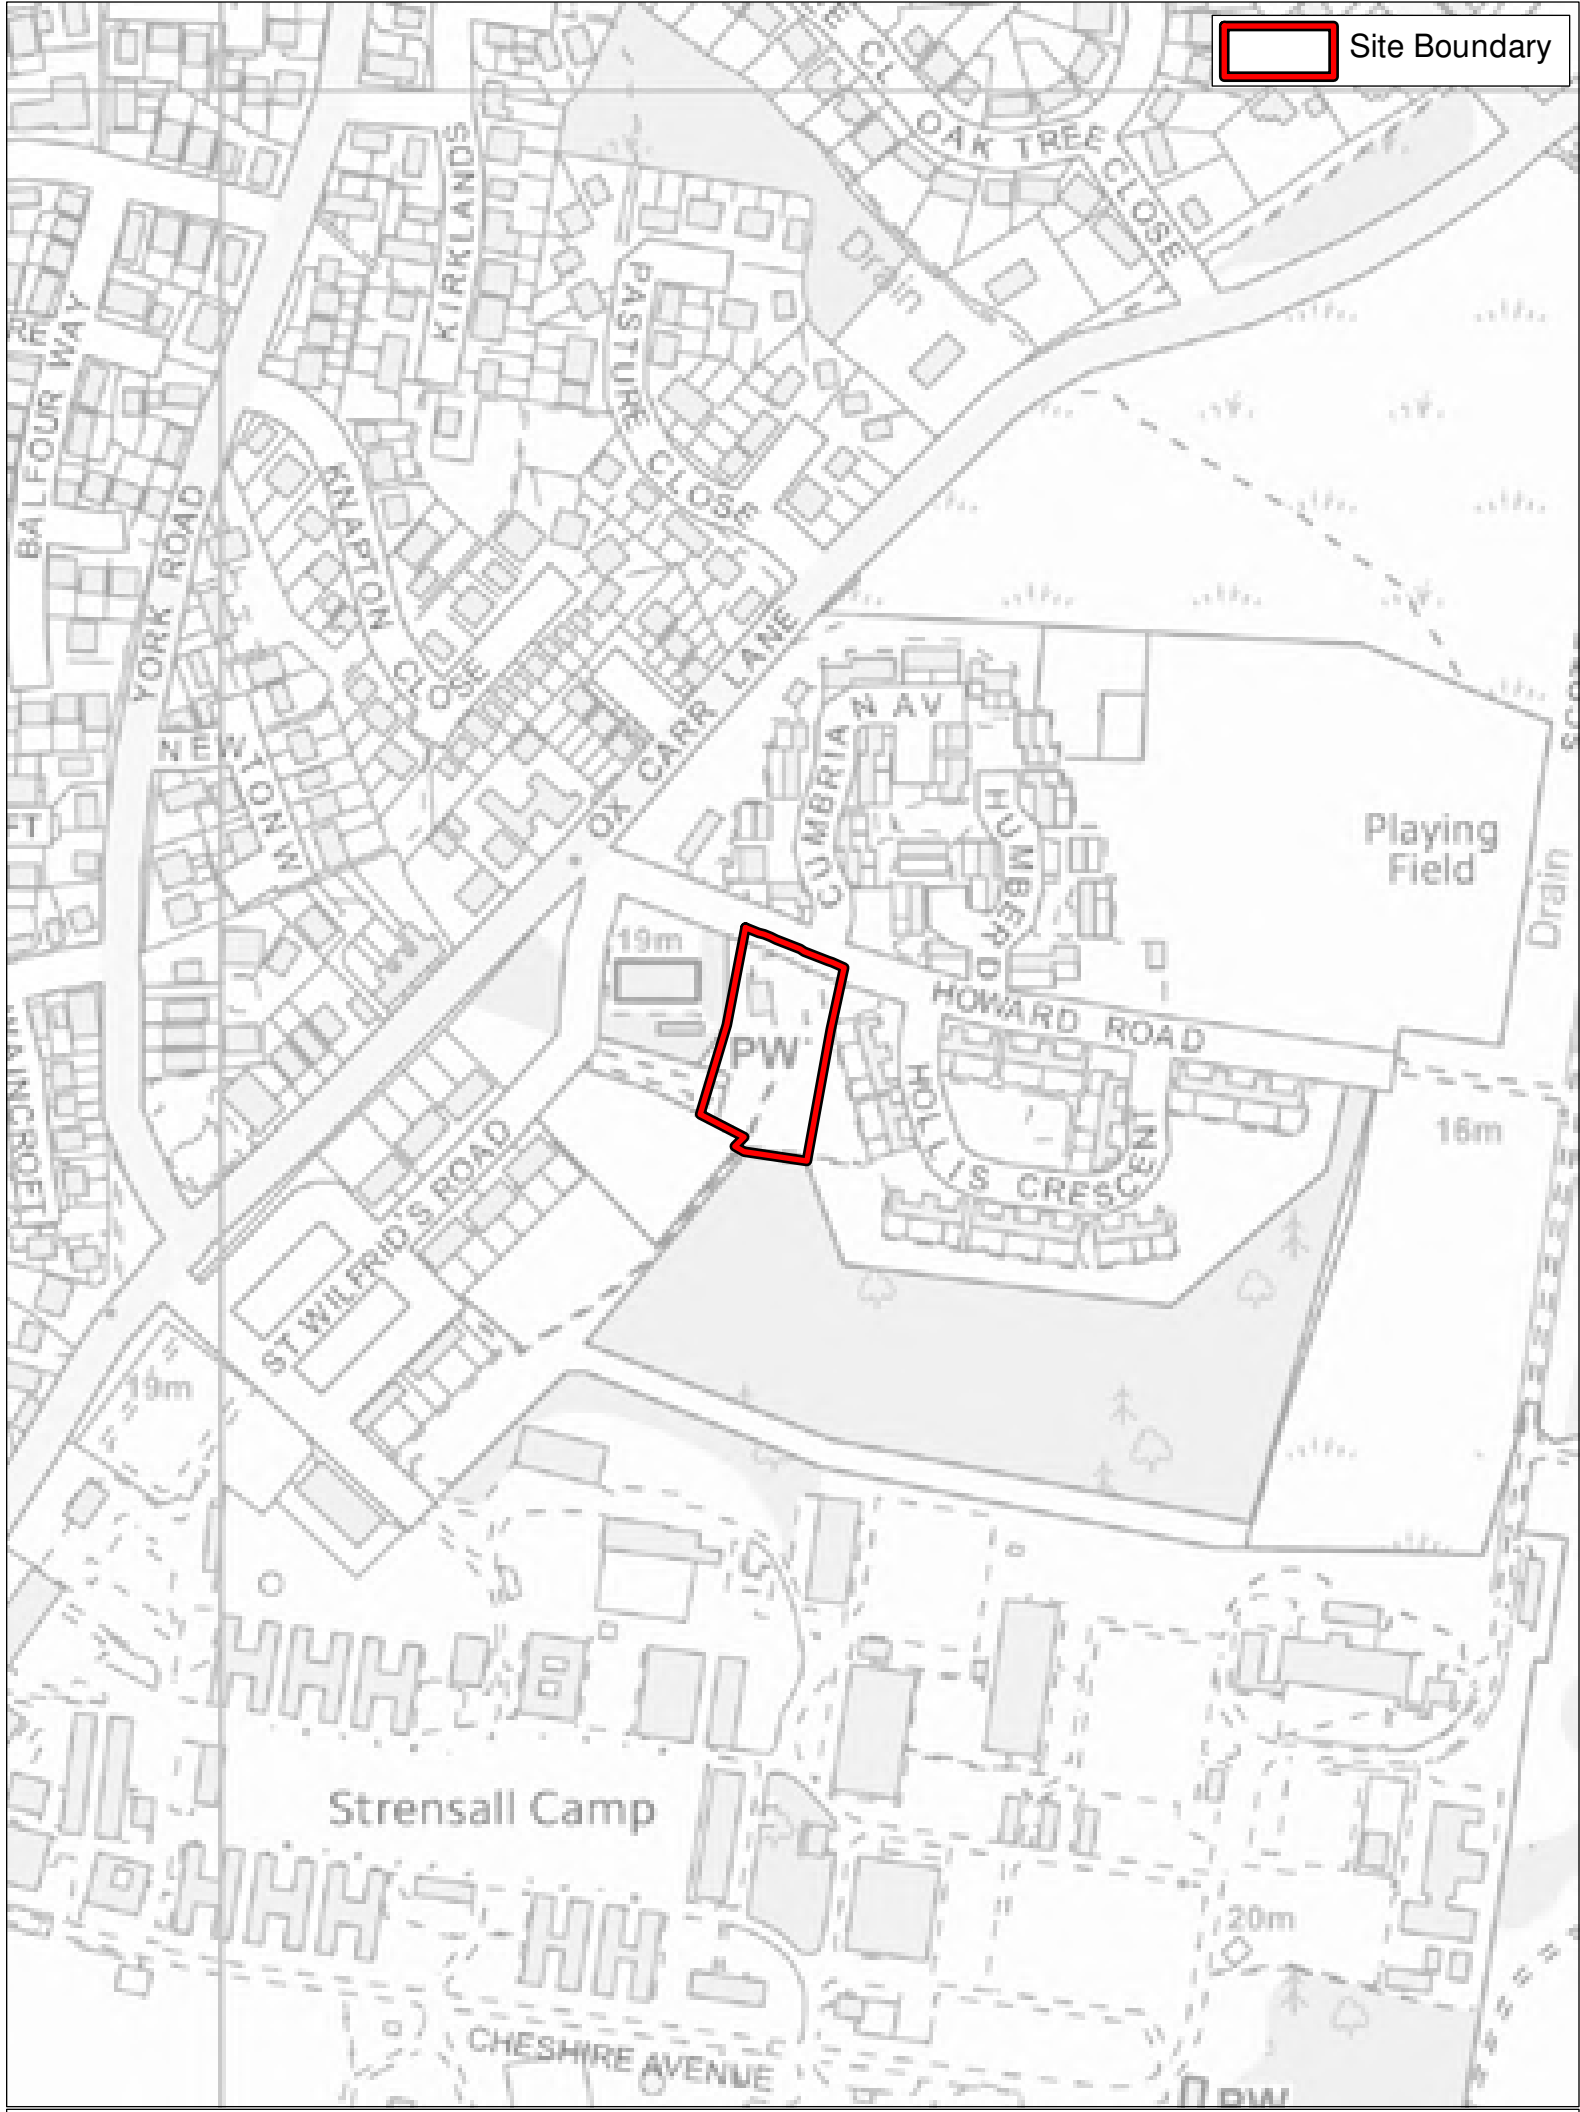 Site Boundary
OAK TREE
CLOSE
KIRKLANDS
Drain
PASTURE
CLOSE
BALFOUR WAY
YORK ROAD
KNAPTON
CLOSE
OX CARR LANE
CUMBRIAN AV
HUMBER D
Playing
Field
Drain
19m
PW
HOWARD ROAD
HOLLIS CRESCENT
16m
ST WILFRID'S ROAD
19m
Strensall Camp
20m
CHESHIRE AVENUE
PW